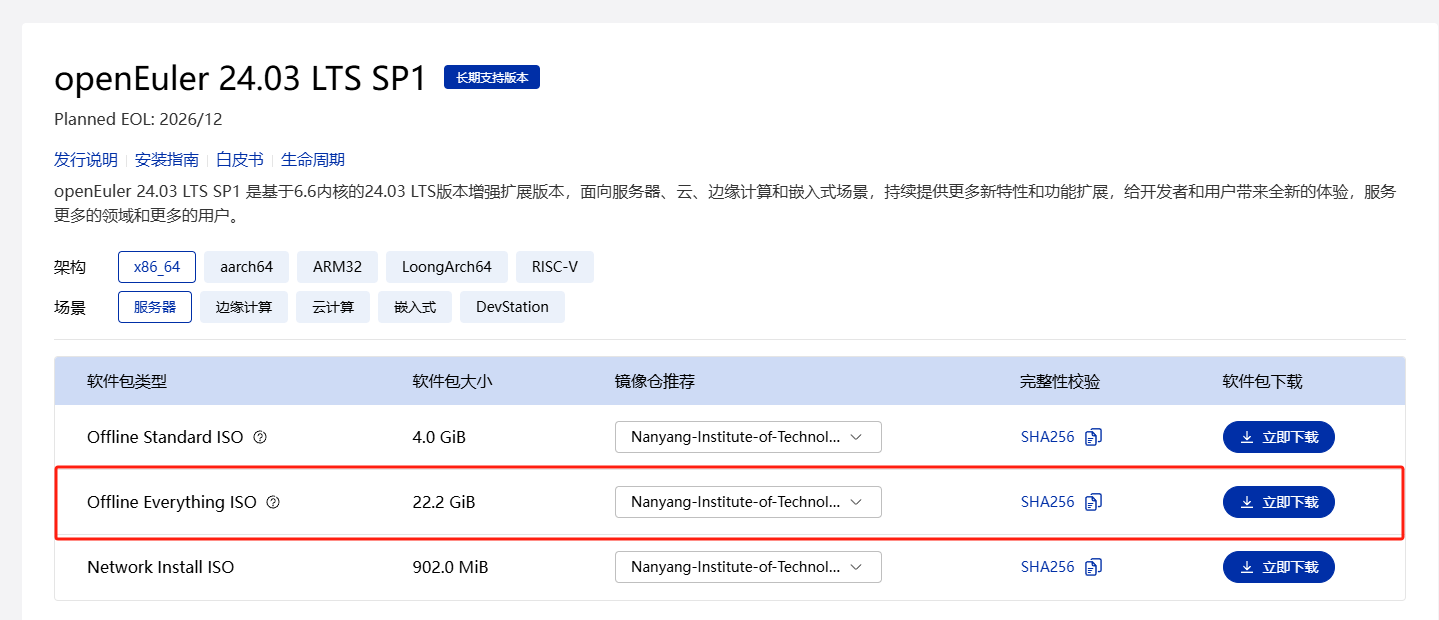 openEuler 24.03 LTS SP1 长期支持版本
Planned EOL: 2026/12
发行说明 安装指南 白皮书 生命周期
openEuler 24.03 LTS SP1 是基于6.6内核的24.03 LTS版本增强扩展版本，面向服务器、云、边缘计算和嵌入式场景，持续提供更多新特性和功能扩展，给开发者和用户带来全新的体验，服务
更多的领域和更多的用户。
架构 x86_64 aarch64 ARM32 LoongArch64 RISC-V
场景 服务器 边缘计算 云计算 嵌入式 DevStation
软件包类型 软件包大小 镜像仓推荐 完整性校验 软件包下载
Offline Standard ISO 4.0 GiB Nanyang-Institute-of-Technol... SHA256 立即下载
Offline Everything ISO 22.2 GiB Nanyang-Institute-of-Technol... SHA256 立即下载
Network Install ISO 902.0 MiB Nanyang-Institute-of-Technol... SHA256 立即下载